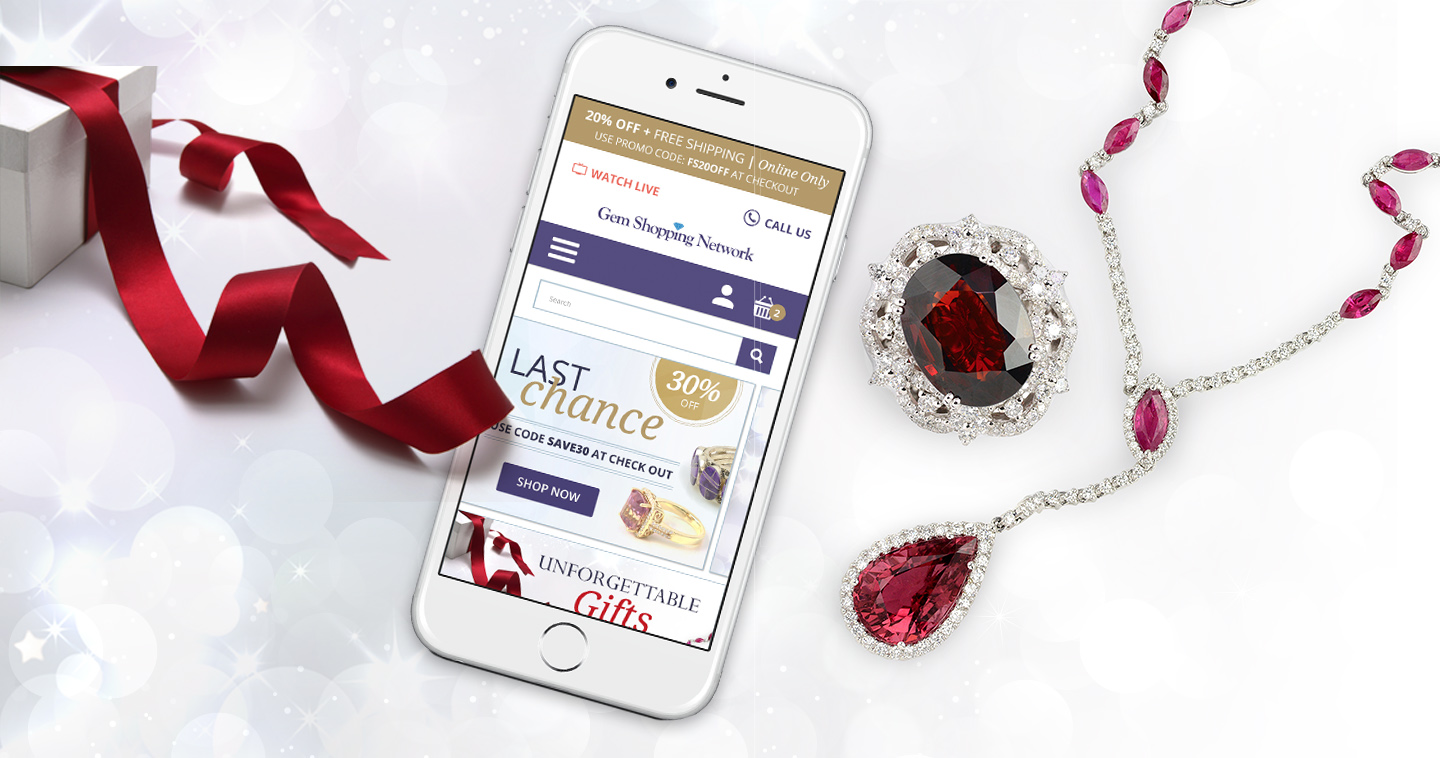 20% OFF + FREE SHIPPING | Online Only
USE PROMO CODE: FS20OFF AT CHECKOUT
WATCH LIVE
CALL US
Gem Shopping Network
2
Search
LAST
chance
30%
OFF
USE CODE SAVE30 AT CHECK OUT
SHOP NOW
UNFORGETTABLE
Gifts